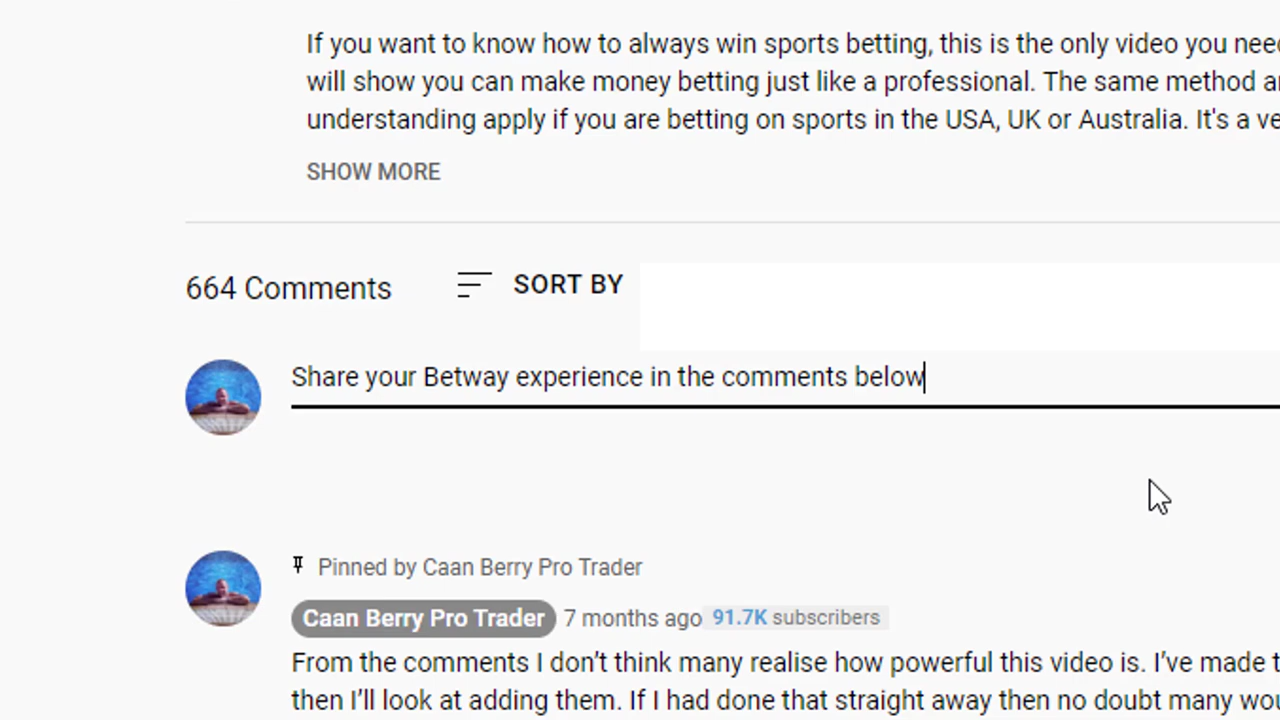 If you want to know how to always win sports betting, this is the only video you
will show you can make money betting just like a professional. The same method
understanding apply if you are betting on sports in the USA, UK or Australia. It's a
SHOW MORE
664 Comments SORT BY
Share your Betway experience in the comments below
Pinned by Caan Berry Pro Trader
Caan Berry Pro Trader 7 months ago 91.7K subscribers
From the comments I don’t think many realise how powerful this video is. I’ve made
then I’ll look at adding them. If I had done that straight away then no doubt many